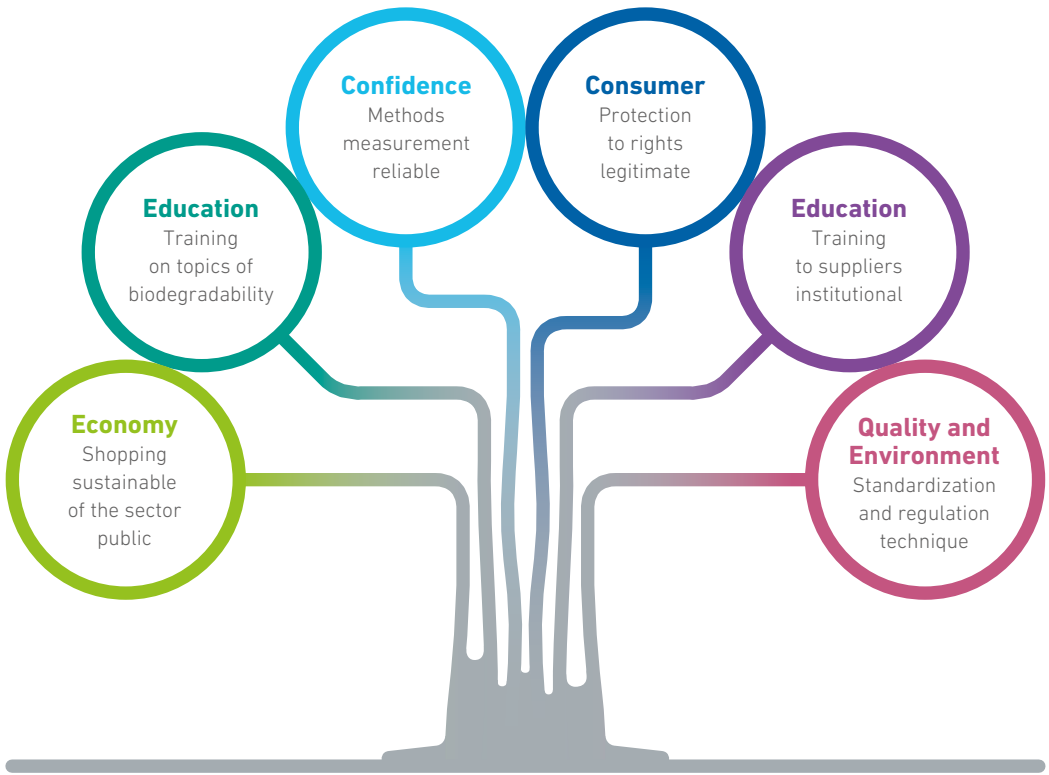 Confidence
Methods
measurement
reliable
Consumer
Protection
to rights
legitimate
Education
Training
on topics of
biodegradability
Education
Training
to suppliers
institutional
Economy
Shopping
sustainable
of the sector
public
Quality and
Environment
Standardization
and regulation
technique